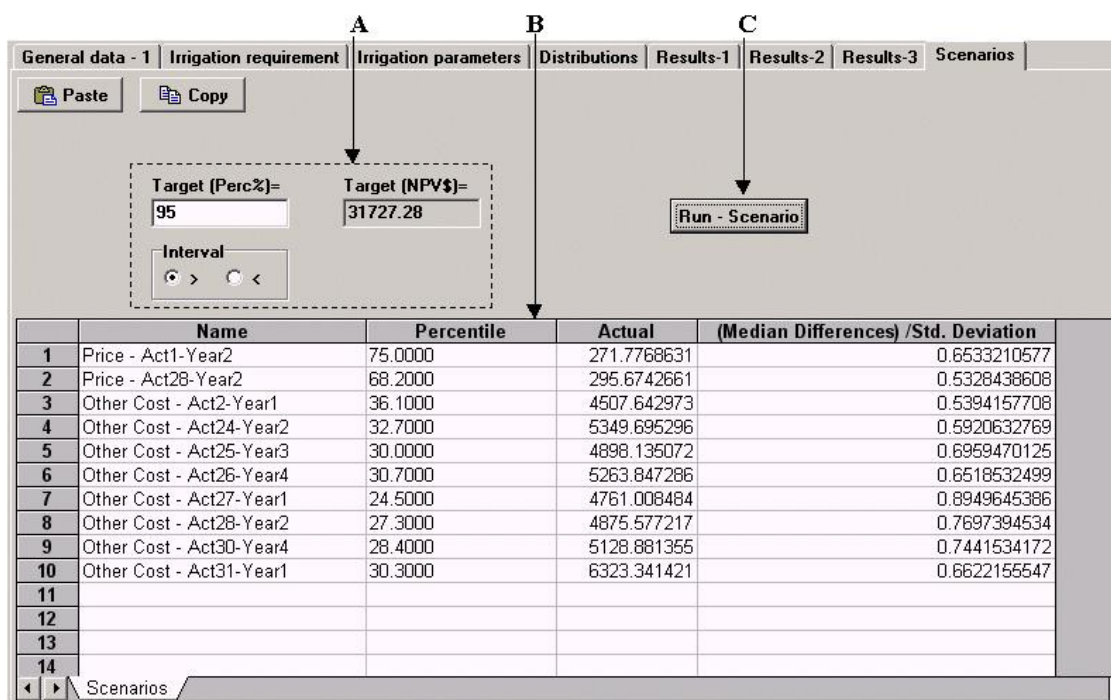 A B C
General data - 1 Irrigation requirement Irrigation parameters Distributions Results-1 Results-2 Results-3 Scenarios
Paste Copy
Target (Perc%)= Target (NPV$)=
95 31727.28
Run - Scenario
Interval
> <
Name Percentile Actual (Median Differences) /Std. Deviation
1 Price - Act1-Year2 75.0000 271.7768631 0.6533210577
2 Price - Act28-Year2 68.2000 295.6742661 0.5328438608
3 Other Cost - Act2-Year1 36.1000 4507.642973 0.5394157708
4 Other Cost - Act24-Year2 32.7000 5349.695296 0.5920632769
5 Other Cost - Act25-Year3 30.0000 4898.135072 0.6959470125
6 Other Cost - Act26-Year4 30.7000 5263.847286 0.6518532499
7 Other Cost - Act27-Year1 24.5000 4761.008484 0.8949645386
8 Other Cost - Act28-Year2 27.3000 4875.577217 0.7697394534
9 Other Cost - Act30-Year4 28.4000 5128.881355 0.7441534172
10 Other Cost - Act31-Year1 30.3000 6323.341421 0.6622155547
11
12
13
14
Scenarios